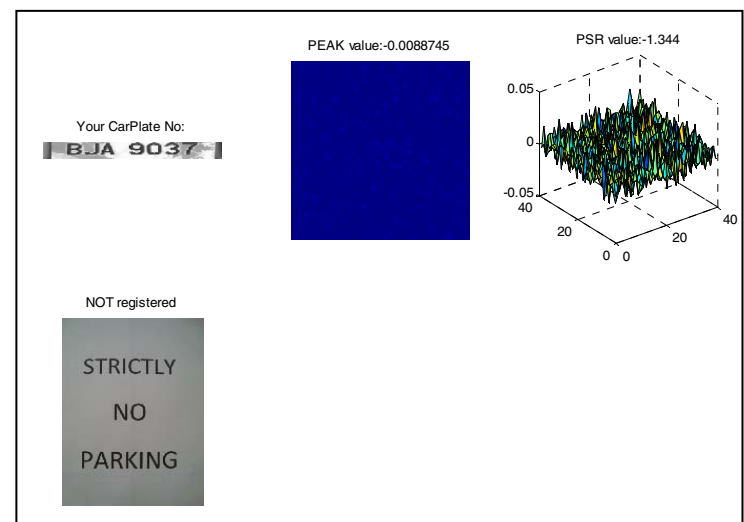 PEAK value:-0.0088745
PSR value:-1.344
Your CarPlate No:
BJA 9037
0.05
0
-0.05
40
20
0
0
20
40
NOT registered
STRICTLY
NO
PARKING